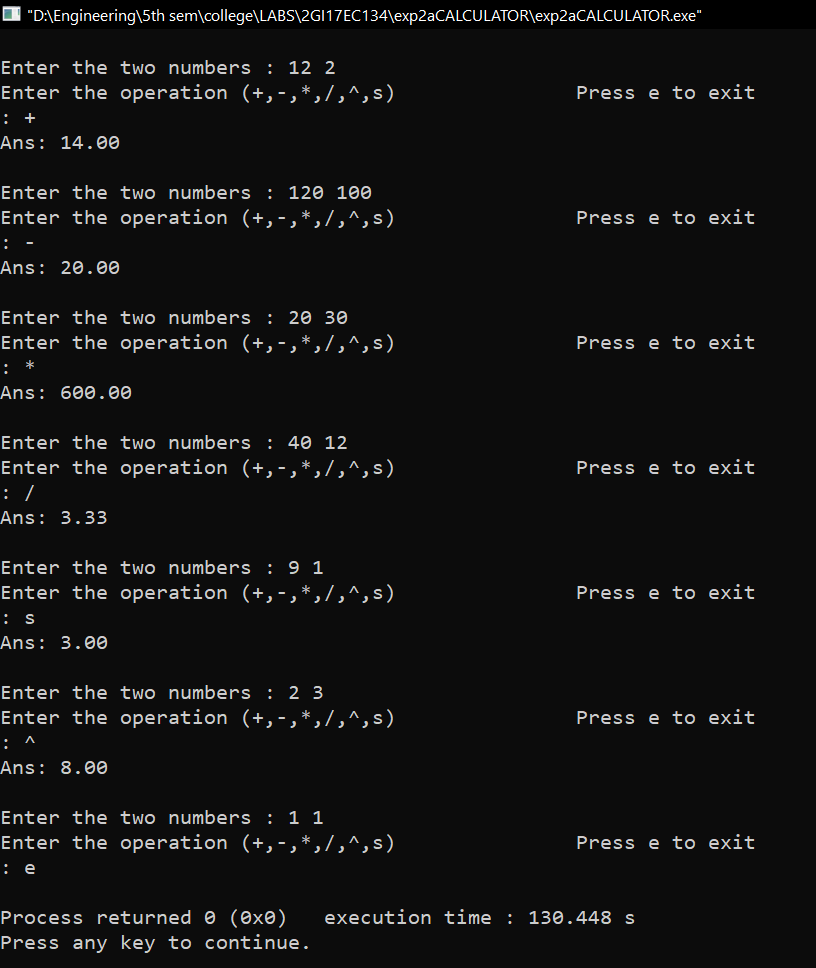 "D:\Engineering\5th sem\college\LABS\2GI17EC134\exp2aCALCULATOR\exp2aCALCULATOR.exe"
Enter the two numbers : 12 2
Enter the operation (+,-,*,/,^,s)               Press e to exit
: +
Ans: 14.00
Enter the two numbers : 120 100
Enter the operation (+,-,*,/,^,s)               Press e to exit
: -
Ans: 20.00
Enter the two numbers : 20 30
Enter the operation (+,-,*,/,^,s)               Press e to exit
: *
Ans: 600.00
Enter the two numbers : 40 12
Enter the operation (+,-,*,/,^,s)               Press e to exit
: /
Ans: 3.33
Enter the two numbers : 9 1
Enter the operation (+,-,*,/,^,s)               Press e to exit
: s
Ans: 3.00
Enter the two numbers : 2 3
Enter the operation (+,-,*,/,^,s)               Press e to exit
: ^
Ans: 8.00
Enter the two numbers : 1 1
Enter the operation (+,-,*,/,^,s)               Press e to exit
: e
Process returned 0 (0x0)   execution time : 130.448 s
Press any key to continue.